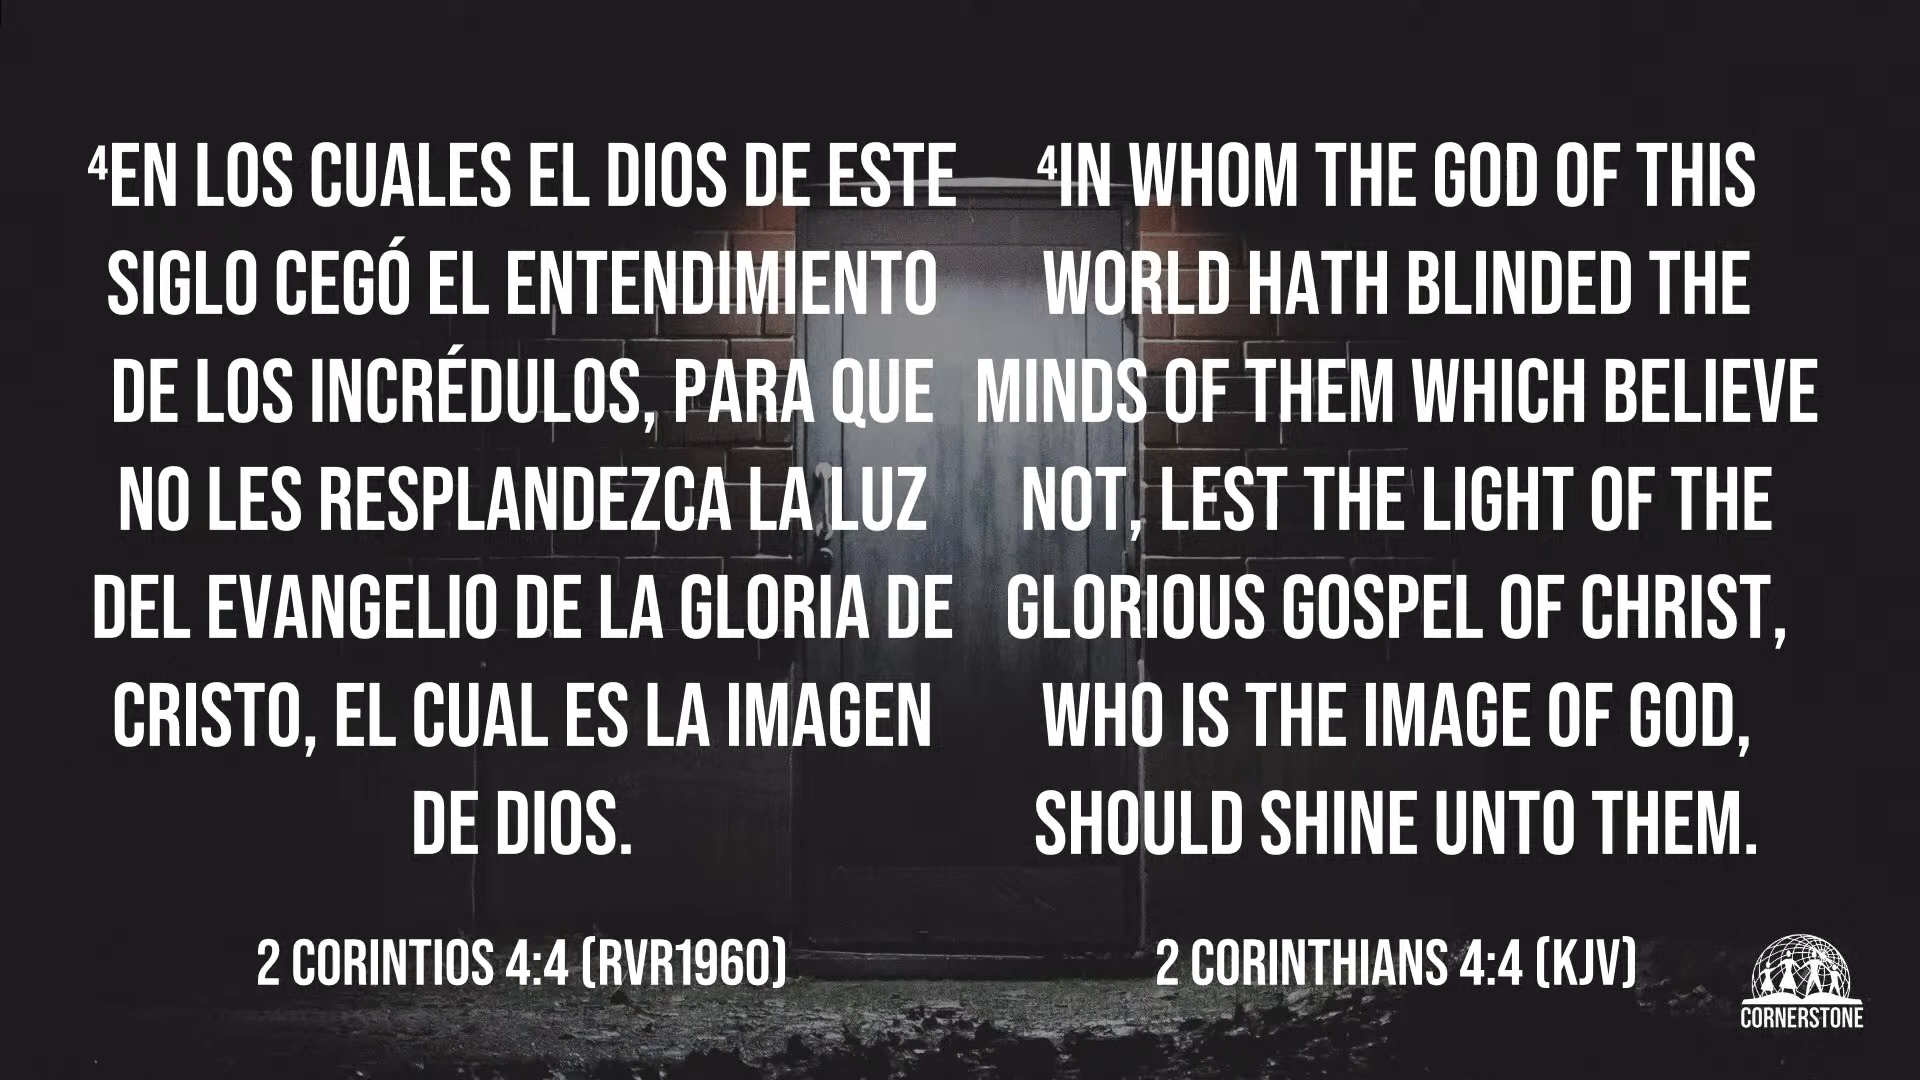 ⁴EN LOS CUALES EL DIOS DE ESTE
SIGLO CEGÓ EL ENTENDIMIENTO
DE LOS INCRÉDULOS, PARA QUE
NO LES RESPLANDEZCA LA LUZ
DEL EVANGELIO DE LA GLORIA DE
CRISTO, EL CUAL ES LA IMAGEN
DE DIOS.
2 CORINTIOS 4:4 (RVR1960)
⁴IN WHOM THE GOD OF THIS
WORLD HATH BLINDED THE
MINDS OF THEM WHICH BELIEVE
NOT, LEST THE LIGHT OF THE
GLORIOUS GOSPEL OF CHRIST,
WHO IS THE IMAGE OF GOD,
SHOULD SHINE UNTO THEM.
2 CORINTHIANS 4:4 (KJV)
CORNERSTONE